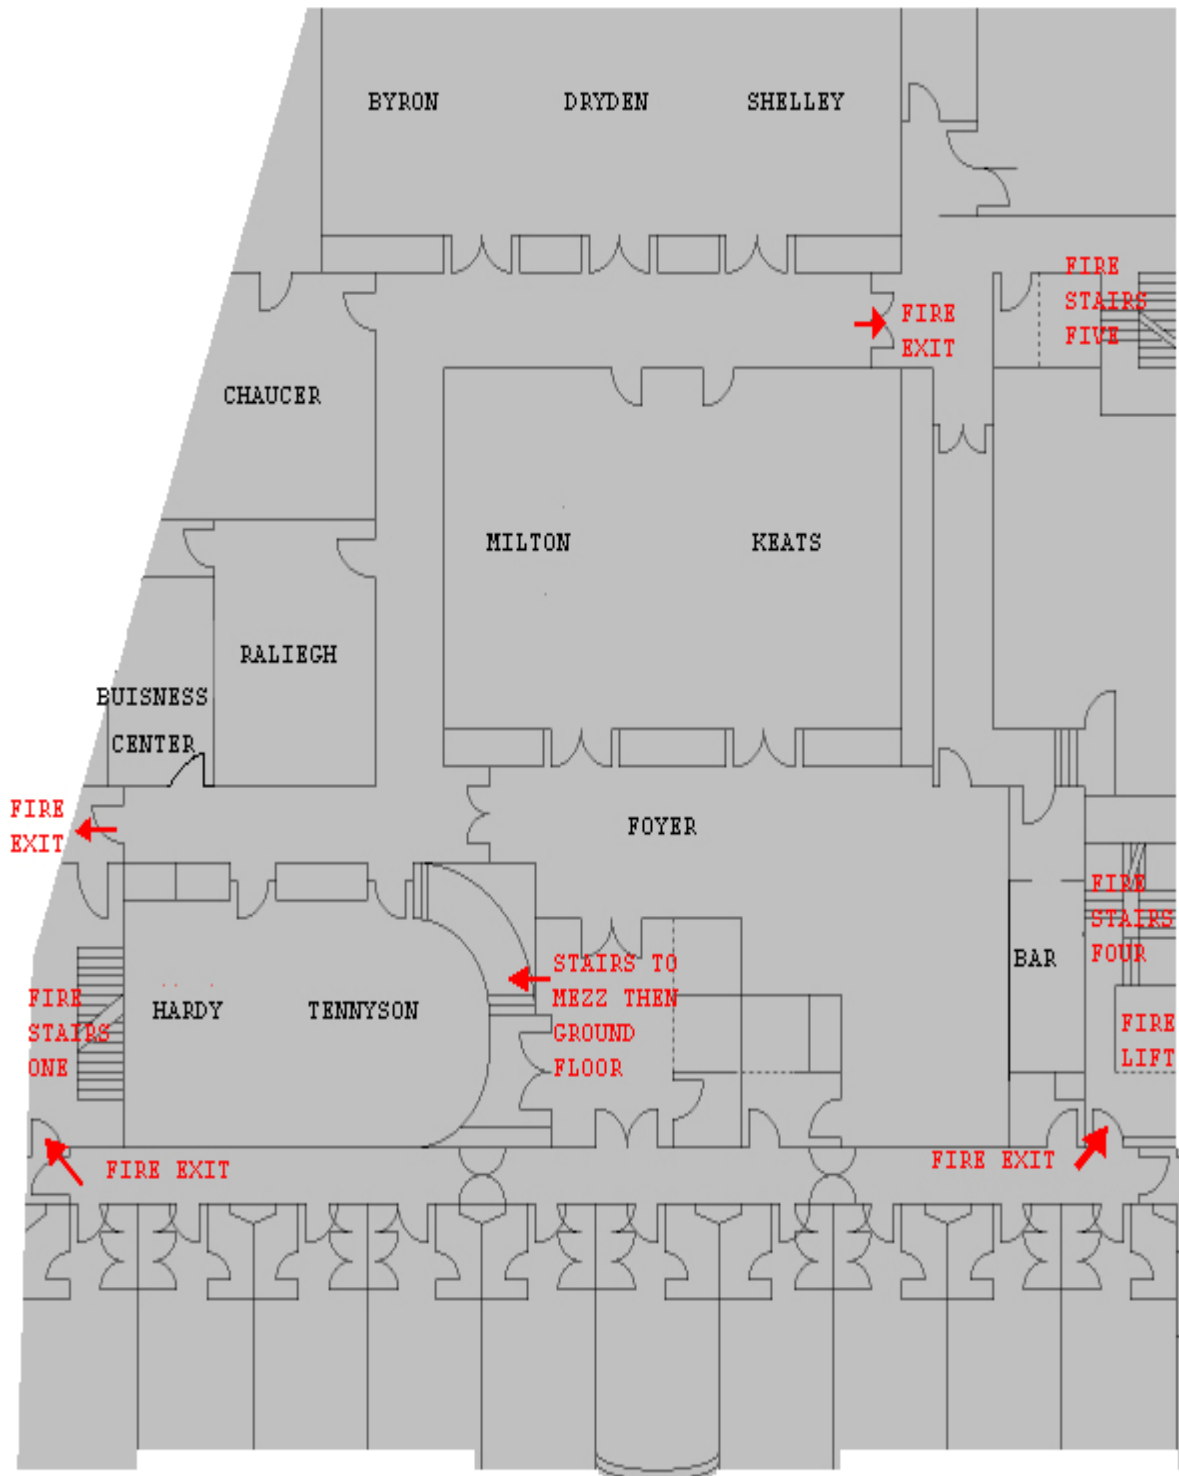 BYRON DRYDEN SHELLEY
FIRE
STAIRS
FIVE
FIRE
EXIT
CHAUCER
MILTON KEATS
RALIEGH
BUISNESS
CENTER
FIRE
EXIT
FOYER
FIRE
STAIRS
FOUR
BAR
STAIRS TO
MEZZ THEN
GROUND
FLOOR
FIRE
STAIRS
ONE
HARDY TENNYSON
FIRE
LIFT
FIRE EXIT
FIRE EXIT